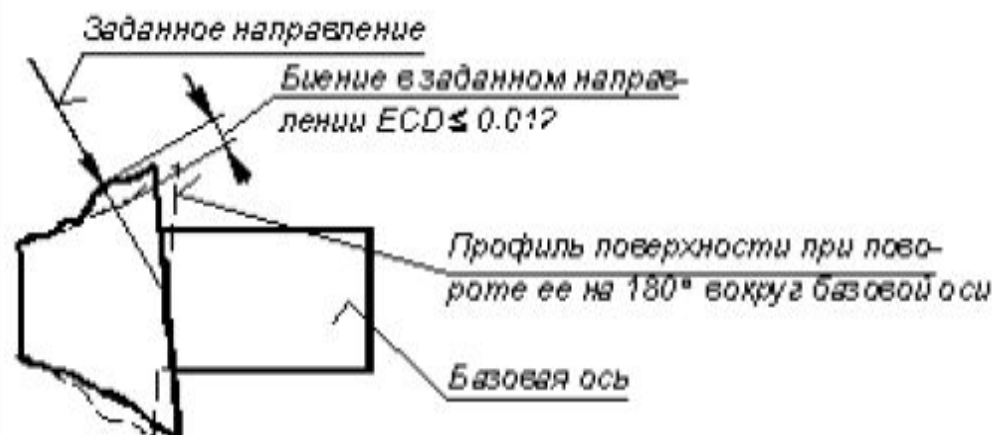 Заданное направление
Биение в заданном направ-
лении ECD ≤ 0.012
Профиль поверхности при пово-
роте ее на 180° вокруг базовой оси
Базовая ось